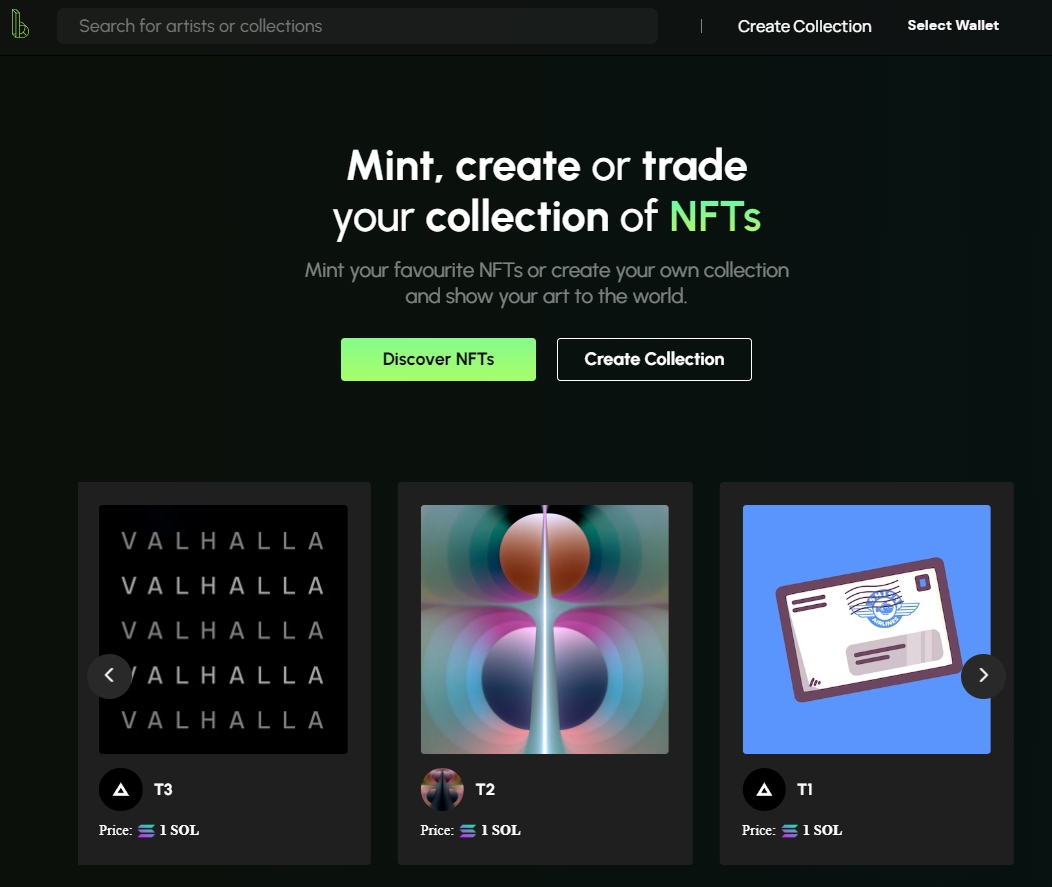 Search for artists or collections
Create Collection
Select Wallet
Mint, create or trade
your collection of NFTs
Mint your favourite NFTs or create your own collection
and show your art to the world.
Discover NFTs
Create Collection
VALHALLA
VALHALLA
VALHALLA
VALHALLA
VALHALLA
AIRLINES
T3
T2
T1
Price: 1 SOL
Price: 1 SOL
Price: 1 SOL